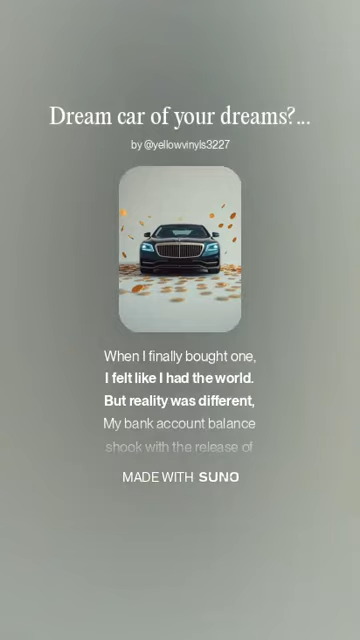 Dream car of your dreams?...
by @yellowvinyls3227
When I finally bought one,
I felt like I had the world.
But reality was different,
My bank account balance
shook with the release of
MADE WITH SUNO